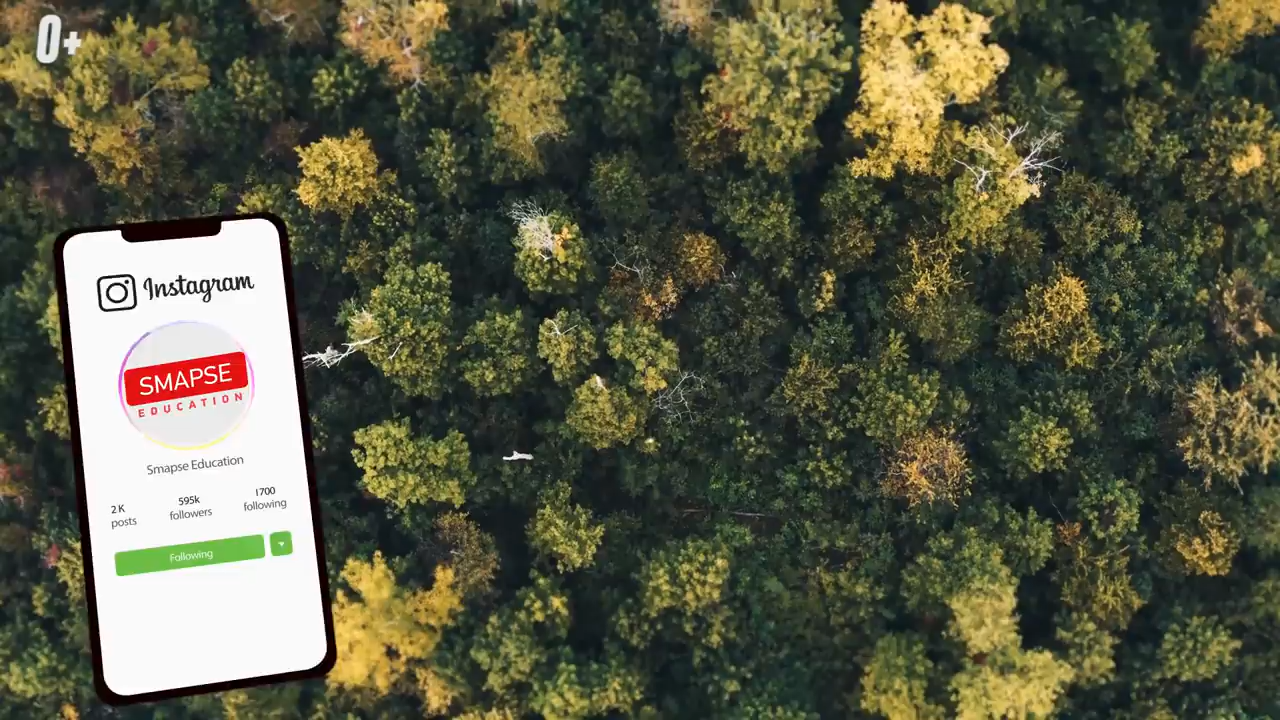 0+
Instagram
SMAPSE
EDUCATION
Smapse Education
2 K
posts
595k
followers
1700
following
Following